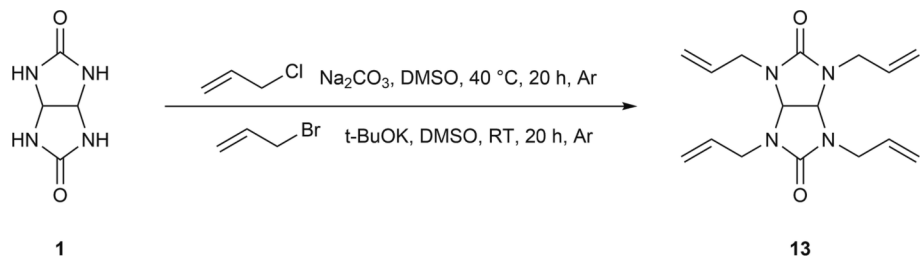 O
HN NH
HN NH
O
1
Cl Na₂CO₃, DMSO, 40 °C, 20 h, Ar
Br t-BuOK, DMSO, RT, 20 h, Ar
O
N N
N N
O
13